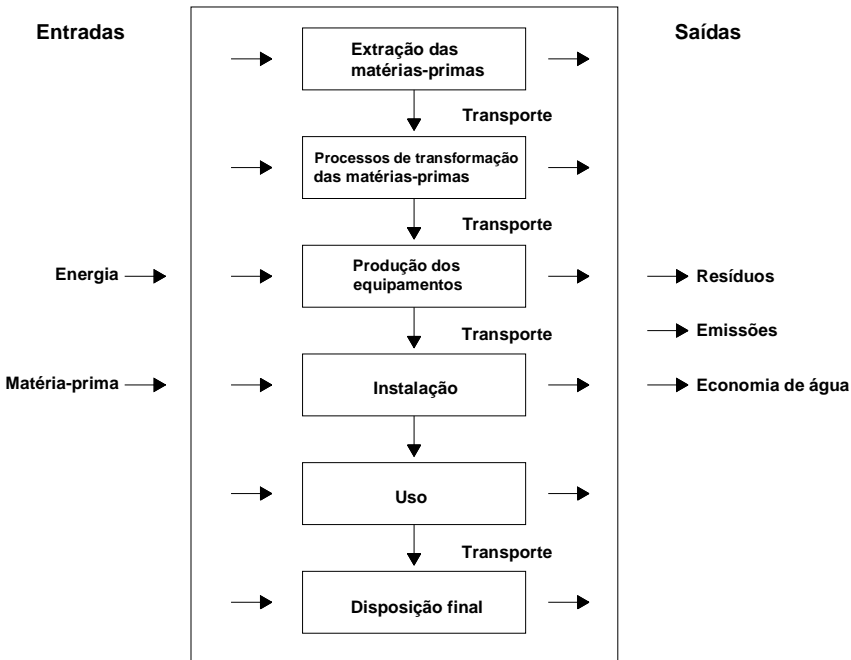 Entradas
Saídas
Extração das
matérias-primas
Transporte
Processos de transformação
das matérias-primas
Transporte
Energia
Produção dos
equipamentos
Resíduos
Transporte
Emissões
Matéria-prima
Instalação
Economia de água
Uso
Transporte
Disposição final